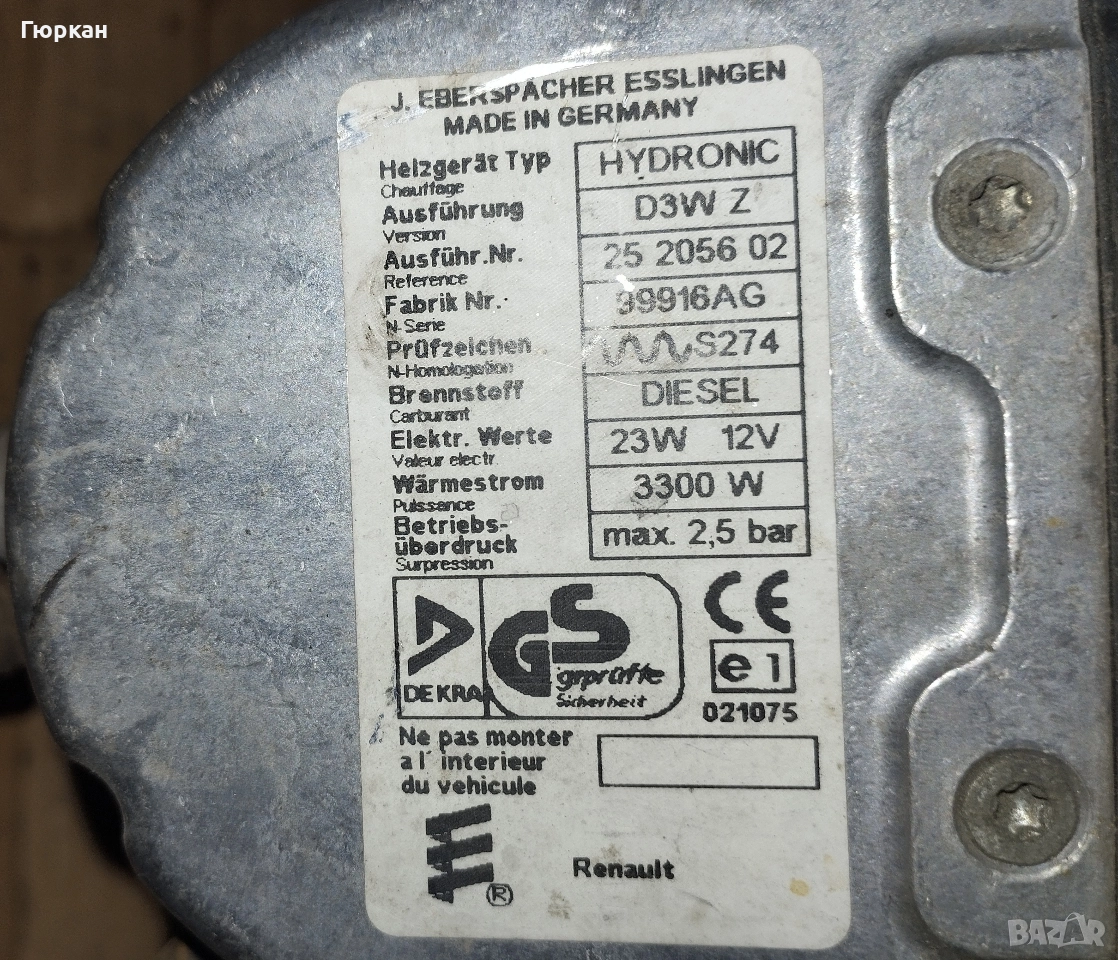 Гюркан
J. EBERSPÄCHER ESSLINGEN
MADE IN GERMANY
Heizgerät Typ HYDRONIC
Chauffage
Ausführung D3W Z
Version
Ausführ.Nr. 25 2056 02
Reference
Fabrik Nr.: 99916AG
N-Serie
Prüfzeichen S274
N-Homologation
Brennstoff DIESEL
Carburant
Elektr. Werte 23W 12V
Valeur electr.
Wärmestrom 3300 W
Puissance
Betriebs-
überdruck max. 2,5 bar
Surpression
DEKRA
GS
geprüfte
Sicherheit
CE
e1
021075
Ne pas monter
a l´ interieur
du vehicule
®
Renault
BAZAR